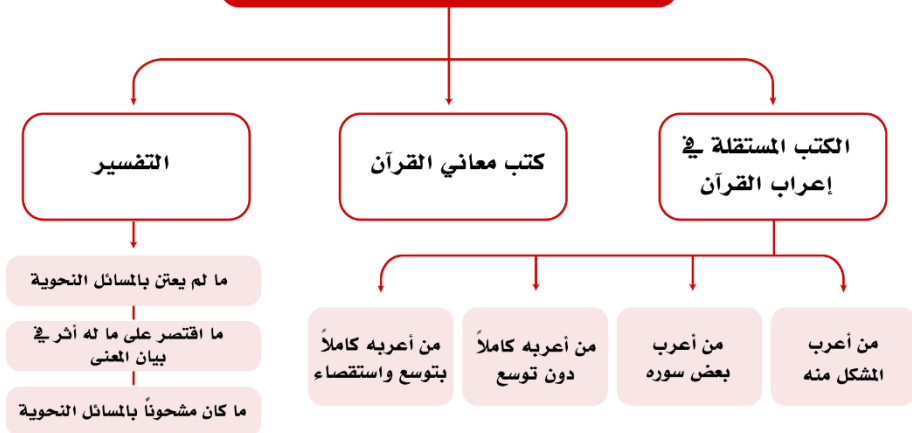 الكتب المستقلة في
إعراب القرآن
كتب معاني القرآن
التفسير
من أعرب
المشكل منه
من أعرب
بعض سوره
من أعربه كاملاً
دون توسع
من أعربه كاملاً
بتوسع واستقصاء
ما لم يعتن بالمسائل النحوية
ما اقتصر على ما له أثر في
بيان المعنى
ما كان مشحوناً بالمسائل النحوية